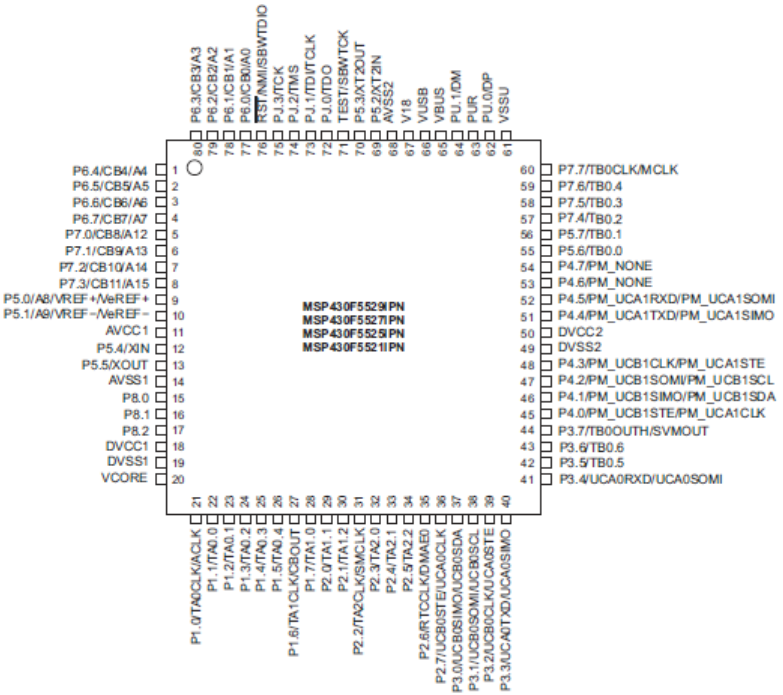 P6.3/CB3/A3
P6.2/CB2/A2
P6.1/CB1/A1
P6.0/CB0/A0
RST/NMI/SBWTDIO
PJ.3/TCK
PJ.2/TMS
PJ.1/TDI/TCLK
PJ.0/TDO
TEST/SBWTCK
P5.3/XT2OUT
P5.2/XT2IN
AVSS2
V18
VUSB
VBUS
PU.1/DM
PUR
PU.0/DP
VSSU
80 79 78 77 76 75 74 73 72 71 70 69 68 67 66 65 64 63 62 61
P6.4/CB4/A4 1
P6.5/CB5/A5 2
P6.6/CB6/A6 3
P6.7/CB7/A7 4
P7.0/CB8/A12 5
P7.1/CB9/A13 6
P7.2/CB10/A14 7
P7.3/CB11/A15 8
P5.0/A8/VREF+/VeREF+ 9
P5.1/A9/VREF−/VeREF− 10
AVCC1 11
P5.4/XIN 12
P5.5/XOUT 13
AVSS1 14
P8.0 15
P8.1 16
P8.2 17
DVCC1 18
DVSS1 19
VCORE 20
MSP430F5529IPN
MSP430F5527IPN
MSP430F5525IPN
MSP430F5521IPN
60 P7.7/TB0CLK/MCLK
59 P7.6/TB0.4
58 P7.5/TB0.3
57 P7.4/TB0.2
56 P5.7/TB0.1
55 P5.6/TB0.0
54 P4.7/PM_NONE
53 P4.6/PM_NONE
52 P4.5/PM_UCA1RXD/PM_UCA1SOMI
51 P4.4/PM_UCA1TXD/PM_UCA1SIMO
50 DVCC2
49 DVSS2
48 P4.3/PM_UCB1CLK/PM_UCA1STE
47 P4.2/PM_UCB1SOMI/PM_UCB1SCL
46 P4.1/PM_UCB1SIMO/PM_UCB1SDA
45 P4.0/PM_UCB1STE/PM_UCA1CLK
44 P3.7/TB0OUTH/SVMOUT
43 P3.6/TB0.6
42 P3.5/TB0.5
41 P3.4/UCA0RXD/UCA0SOMI
21 22 23 24 25 26 27 28 29 30 31 32 33 34 35 36 37 38 39 40
P1.0/TA0CLK/ACLK
P1.1/TA0.0
P1.2/TA0.1
P1.3/TA0.2
P1.4/TA0.3
P1.5/TA0.4
P1.6/TA1CLK/CBOUT
P1.7/TA1.0
P2.0/TA1.1
P2.1/TA1.2
P2.2/TA2CLK/SMCLK
P2.3/TA2.0
P2.4/TA2.1
P2.5/TA2.2
P2.6/RTCCLK/DMAE0
P2.7/UCB0STE/UCA0CLK
P3.0/UCB0SIMO/UCB0SDA
P3.1/UCB0SOMI/UCB0SCL
P3.2/UCB0CLK/UCA0STE
P3.3/UCA0TXD/UCA0SIMO